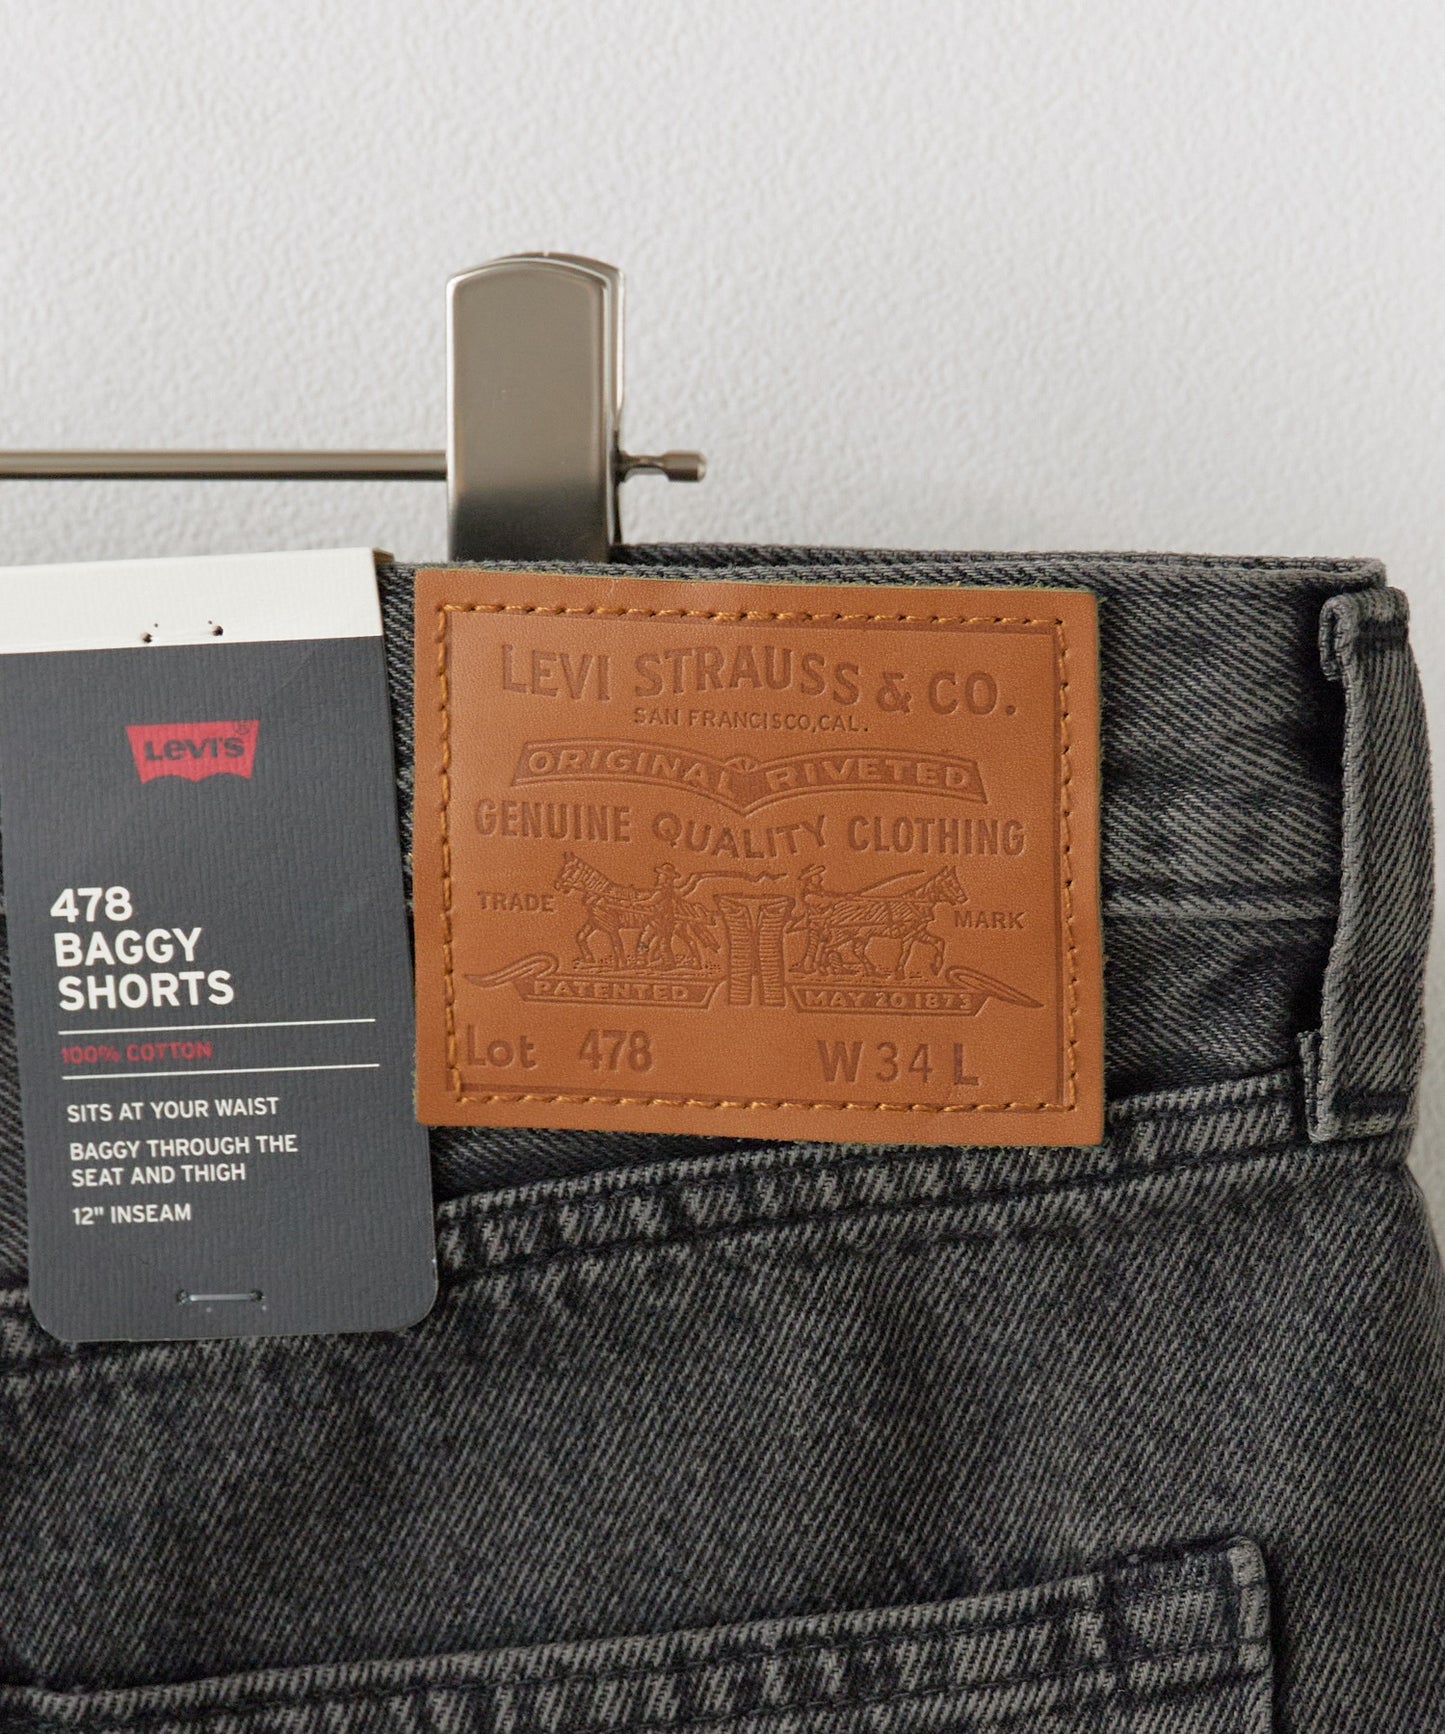 Levi's
®
478
BAGGY
SHORTS
100% COTTON
SITS AT YOUR WAIST
BAGGY THROUGH THE
SEAT AND THIGH
12" INSEAM
LEVI STRAUSS & CO.
SAN FRANCISCO, CAL.
ORIGINAL RIVETED
GENUINE QUALITY CLOTHING
TRADE MARK
PATENTED MAY 20 1873
Lot 478 W 34 L